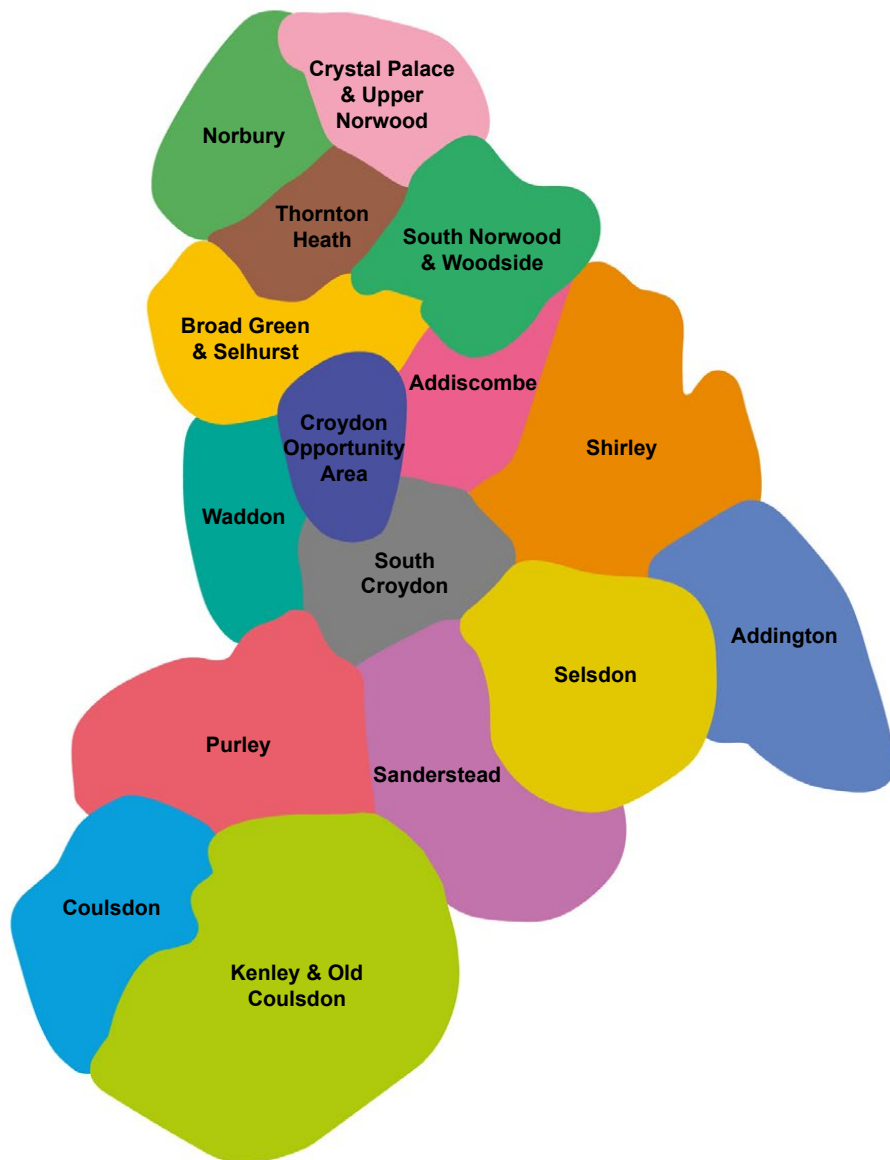 Crystal Palace
& Upper
Norwood
Norbury
Thornton
Heath
South Norwood
& Woodside
Broad Green
& Selhurst
Addiscombe
Croydon
Opportunity
Area
Shirley
Waddon
South
Croydon
Addington
Selsdon
Purley
Sanderstead
Coulsdon
Kenley & Old
Coulsdon